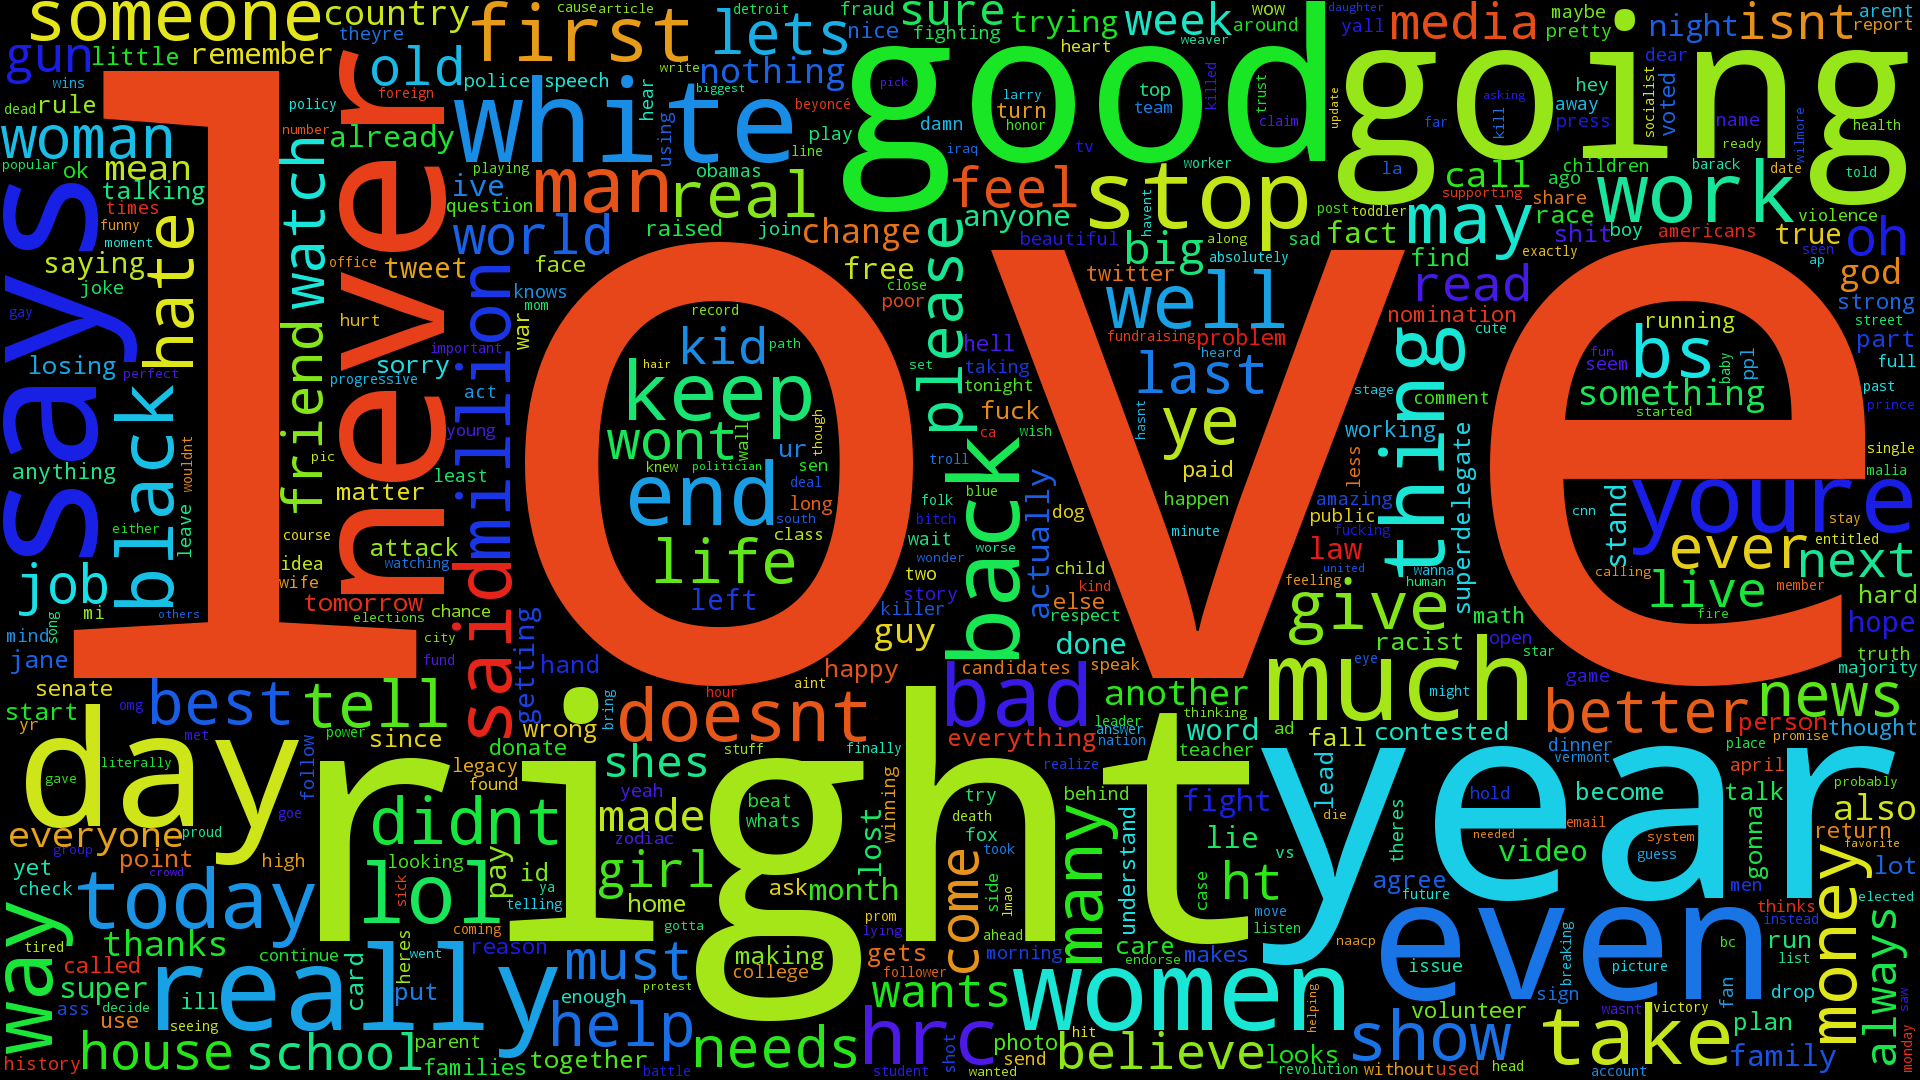 someone
country
first
lets
cause
article
detroit
fraud
nice
sure
fighting
trying
week
wow
around
weaver
heart
daughter
yall
media
maybe
pretty
night
isnt
arent
report
gun
little
remember
theyre
old
police
speech
nothing
write
biggest
good
going
pick
larry
turn
honor
top
team
killed
trust
claim
update
asking
kill
far
hey
away
press
socialist
voted
dear
name
ready
health
wilmore
wins
dead
rule
policy
foreign
number
already
white
hear
using
beyoncé
play
line
damn
iraq
tv
woman
popular
ok
mean
talking
times
funny
moment
never
watch
playing
ive
question
man
real
obamas
feel
stop
worker
havent
la
call
supporting
ago
children
share
work
barack
date
told
says
saying
joke
hate
friend
office
tweet
world
raised
join
change
anyone
beautiful
big
along
absolutely
sad
post
toddler
fact
may
race
shit
boy
americans
violence
true
oh
seen
ap
god
exactly
love
gay
losing
perfect
black
hurt
important
sorry
progressive
million
knows
mom
face
war
free
close
poor
please
twitter
well
fundraising
problem
heard
find
read
nomination
cute
running
strong
street
part
full
record
kid
path
hair
keep
wont
wall
though
knew
politician
ur
sen
deal
long
end
south
class
life
left
set
hell
taking
tonight
fuck
ca
wish
last
ye
hasnt
paid
happen
minute
stage
comment
thing
working
less
bs
fun
seem
something
started
baby
ppl
past
prince
single
malia
anything
wouldnt
leave
either
others
act
young
least
matter
pic
course
attack
watching
idea
wife
tomorrow
elections
chance
city
fund
said
getting
troll
folk
bitch
wonder
wait
two
story
killer
guy
back
blue
worse
dog
actually
child
kind
else
respect
done
amazing
public
fucking
law
united
wanna
feeling
human
superdelegate
give
racist
math
open
star
stand
youre
cnn
stay
entitled
ever
next
calling
live
member
fire
hard
hope
truth
majority
job
mi
mind
song
jane
senate
start
yr
omg
met
best
tell
power
since
hand
wrong
donate
bring
doesnt
hour
aint
happy
stuff
finally
bad
candidates
speak
another
thinking
leader
answer
nation
everything
word
teacher
realize
much
eye
might
ad
fall
contested
game
better
news
person
thought
place
promise
day
gave
literally
follow
right
legacy
found
shes
yeah
made
zodiac
beat
whats
lost
winning
try
death
fox
took
behind
many
understand
fight
lie
vs
case
lead
die
theres
year
hold
needed
email
video
become
dinner
vermont
system
guess
april
talk
gonna
probably
also
return
favorite
everyone
proud
group
crowd
point
yet
check
high
didnt
looking
sick
lol
pay
id
ya
telling
girl
home
gotta
ask
month
prom
lying
come
side
lmao
ahead
ht
move
listen
agree
future
naacp
even
men
thinks
instead
lot
elected
money
always
today
way
tired
thanks
called
super
ass
decide
use
ill
seeing
continue
really
card
heres
went
put
coming
reason
must
enough
help
protest
making
college
gets
follower
wants
morning
care
endorse
makes
women
helping
issue
breaking
picture
bc
run
list
fan
drop
sign
wasnt
victory
volunteer
plan
saw
monday
history
house
school
parent
families
together
battle
needs
hrc
student
shot
photo
send
wanted
hit
believe
looks
revolution
show
without
used
head
take
account
family